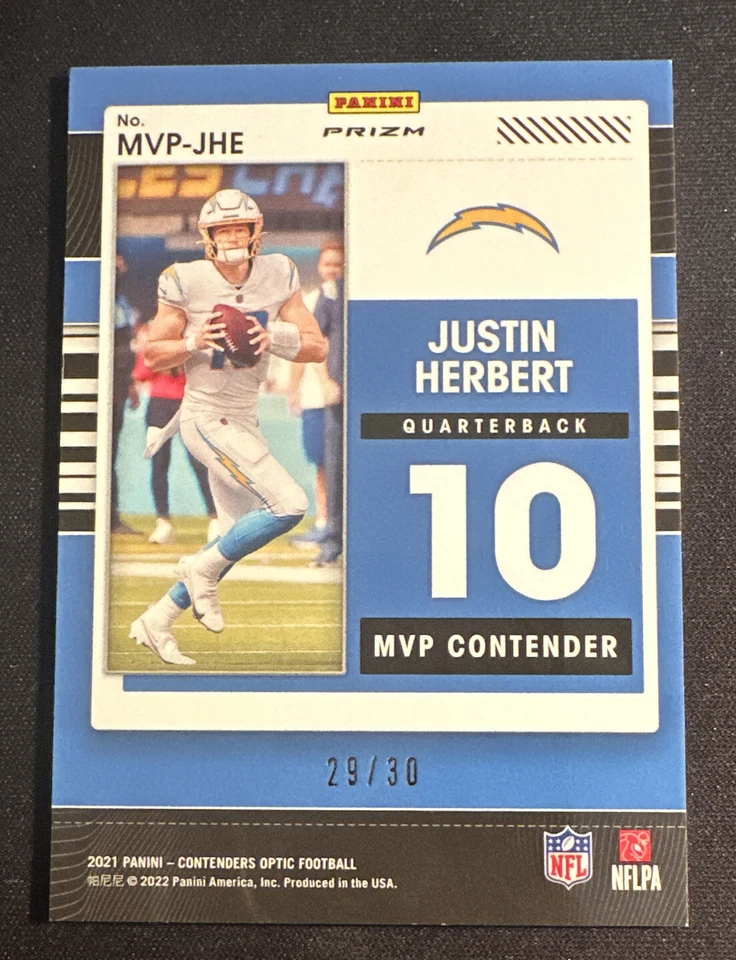 PANINI
PRIZM
No.
MVP-JHE
JUSTIN
HERBERT
QUARTERBACK
10
MVP CONTENDER
29/30
2021 PANINI – CONTENDERS OPTIC FOOTBALL
帕尼尼 © 2022 Panini America, Inc. Produced in the USA.
NFL
NFLPA